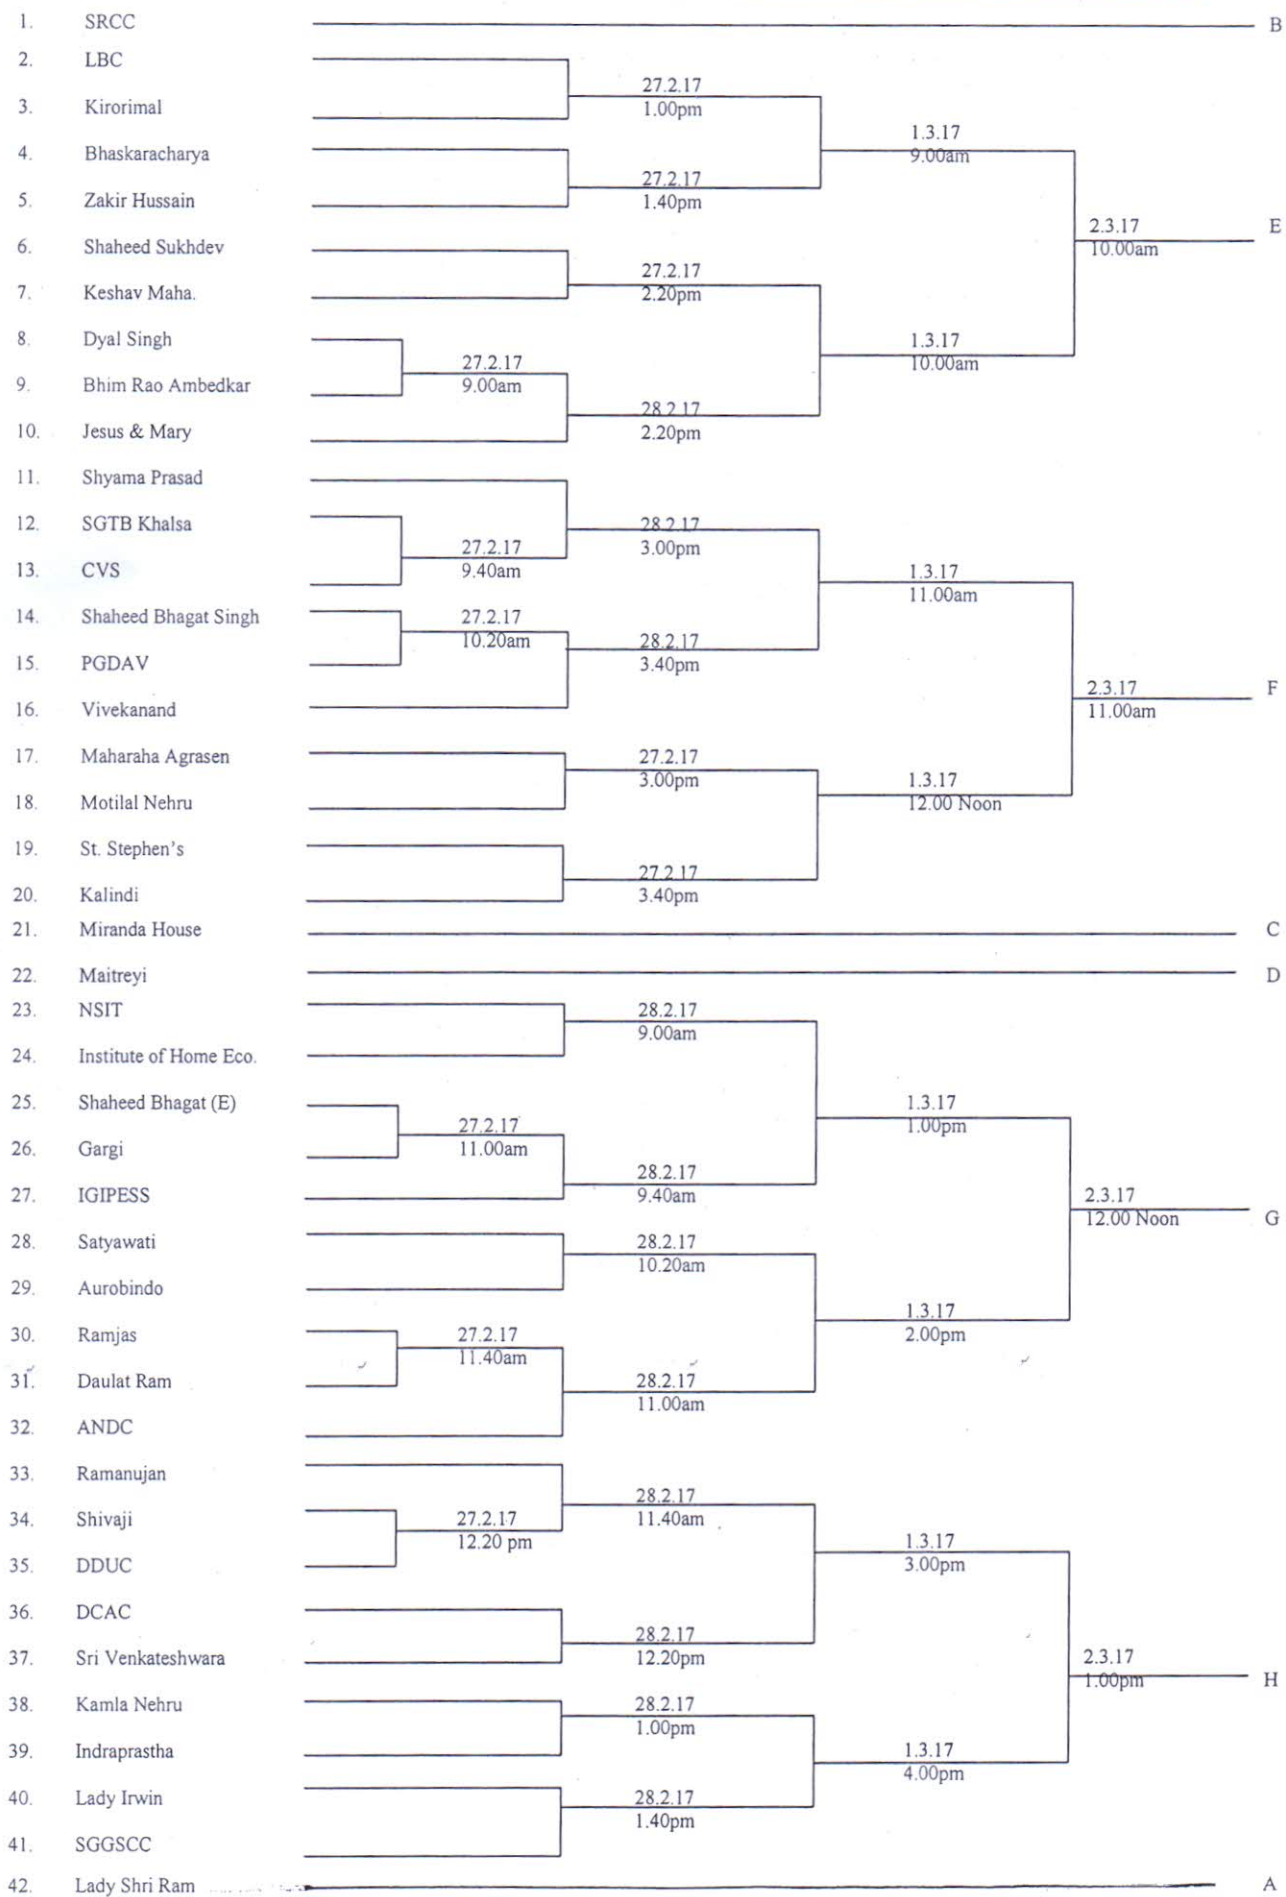 1. SRCC B
2. LBC
27.2.17
3. Kirorimal 1.00pm
1.3.17
4. Bhaskaracharya 9.00am
27.2.17
5. Zakir Hussain 1.40pm
2.3.17 E
6. Shaheed Sukhdev 10.00am
27.2.17
7. Keshav Maha. 2.20pm
8. Dyal Singh 1.3.17
27.2.17 10.00am
9. Bhim Rao Ambedkar 9.00am
28.2.17
10. Jesus & Mary 2.20pm
11. Shyama Prasad
12. SGTB Khalsa 28.2.17
27.2.17 3.00pm
13. CVS 9.40am 1.3.17
11.00am
14. Shaheed Bhagat Singh 27.2.17
10.20am 28.2.17
15. PGDAV 3.40pm
2.3.17 F
16. Vivekanand 11.00am
17. Maharaha Agrasen 27.2.17
3.00pm 1.3.17
18. Motilal Nehru 12.00 Noon
19. St. Stephen's
27.2.17
20. Kalindi 3.40pm
21. Miranda House C
22. Maitreyi D
23. NSIT 28.2.17
9.00am
24. Institute of Home Eco.
25. Shaheed Bhagat (E) 1.3.17
27.2.17 1.00pm
26. Gargi 11.00am
28.2.17
27. IGIPESS 9.40am 2.3.17
12.00 Noon G
28. Satyawati 28.2.17
10.20am
29. Aurobindo
1.3.17
30. Ramjas 27.2.17 2.00pm
11.40am
31. Daulat Ram 28.2.17
11.00am
32. ANDC
33. Ramanujan
28.2.17
34. Shivaji 27.2.17 11.40am
12.20 pm 1.3.17
35. DDUC 3.00pm
36. DCAC
28.2.17
37. Sri Venkateshwara 12.20pm 2.3.17
1.00pm H
38. Kamla Nehru 28.2.17
1.00pm
39. Indraprastha 1.3.17
4.00pm
40. Lady Irwin 28.2.17
1.40pm
41. SGGSCC
42. Lady Shri Ram A